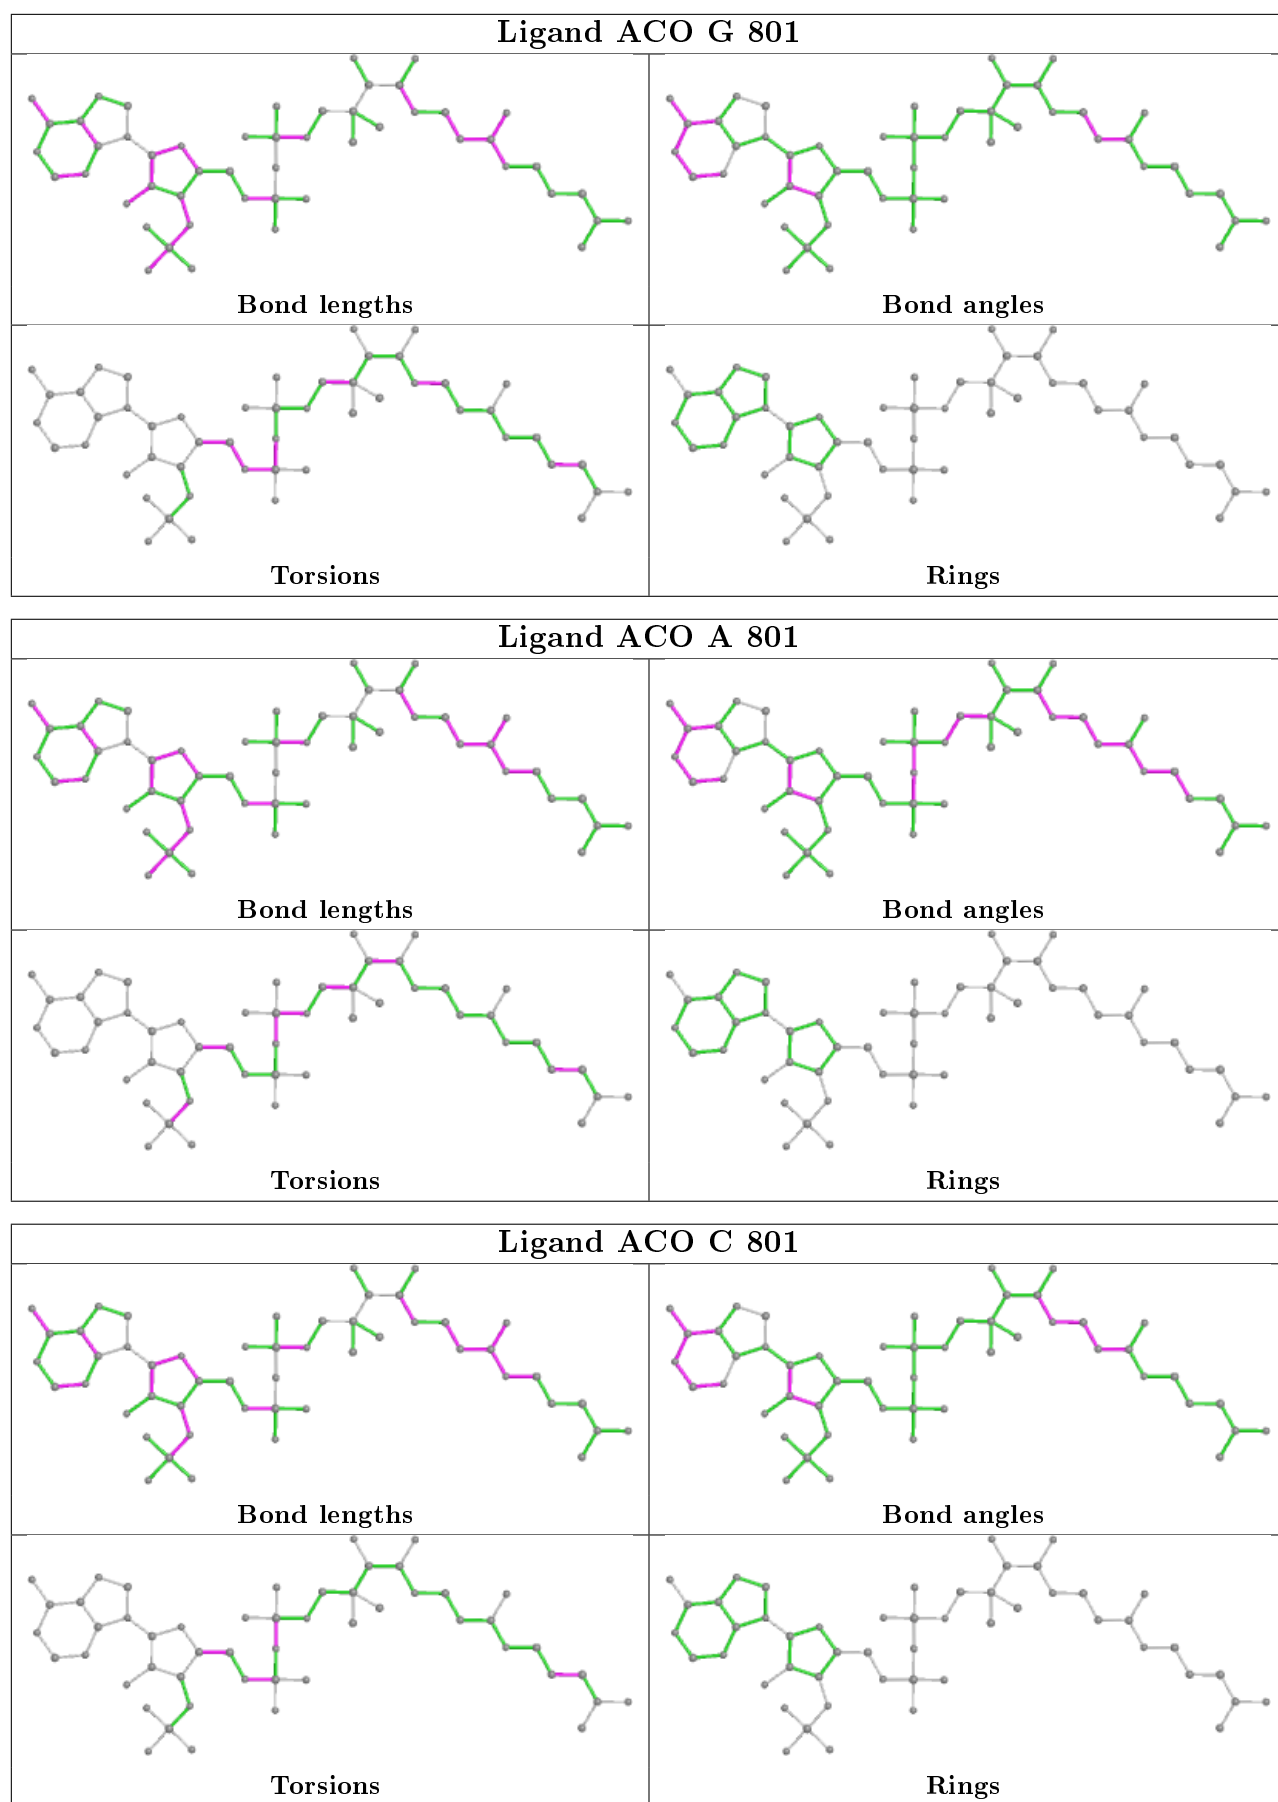 Ligand ACO G 801
Bond lengths
Bond angles
Torsions
Rings
Ligand ACO A 801
Bond lengths
Bond angles
Torsions
Rings
Ligand ACO C 801
Bond lengths
Bond angles
Torsions
Rings